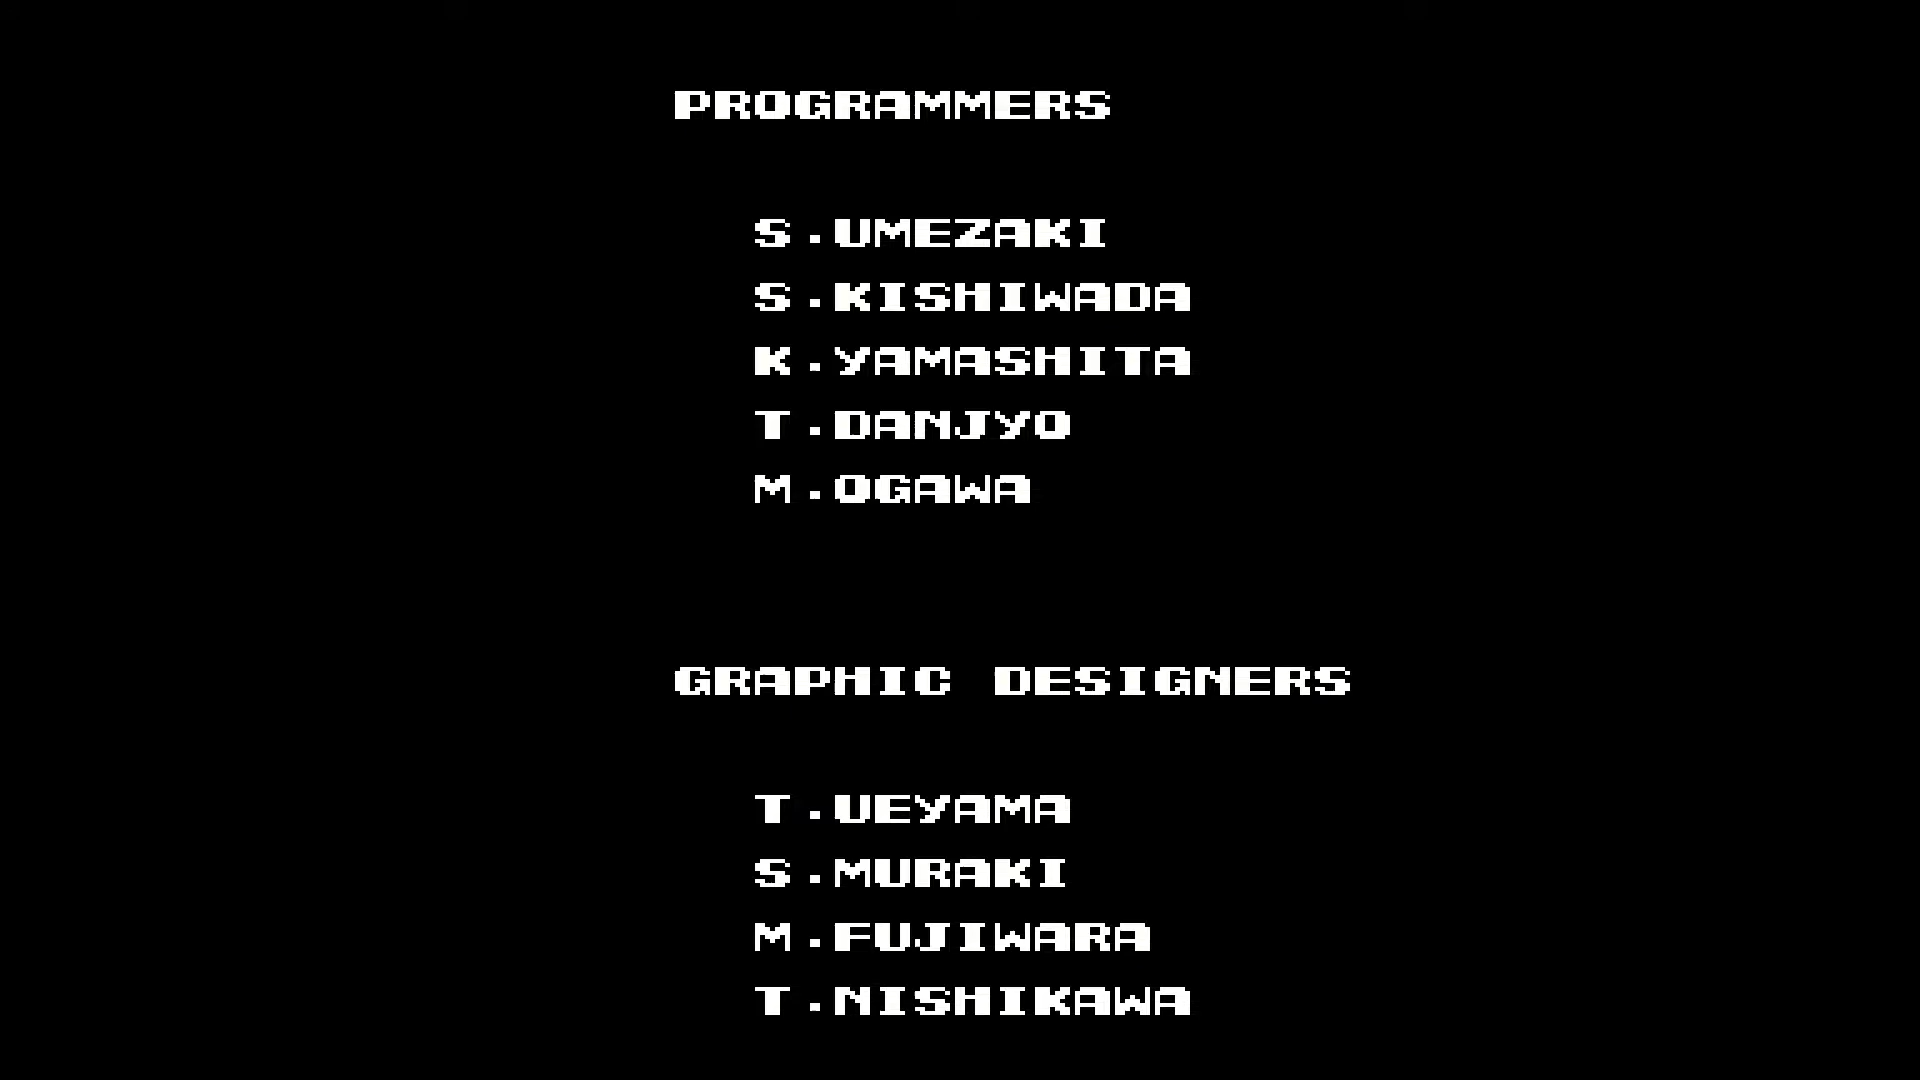 PROGRAMMERS
S.UMEZAKI
S.KISHIWADA
K.YAMASHITA
T.DANJYO
M.OGAWA
GRAPHIC DESIGNERS
T.UEYAMA
S.MURAKI
M.FUJIWARA
T.NISHIKAWA